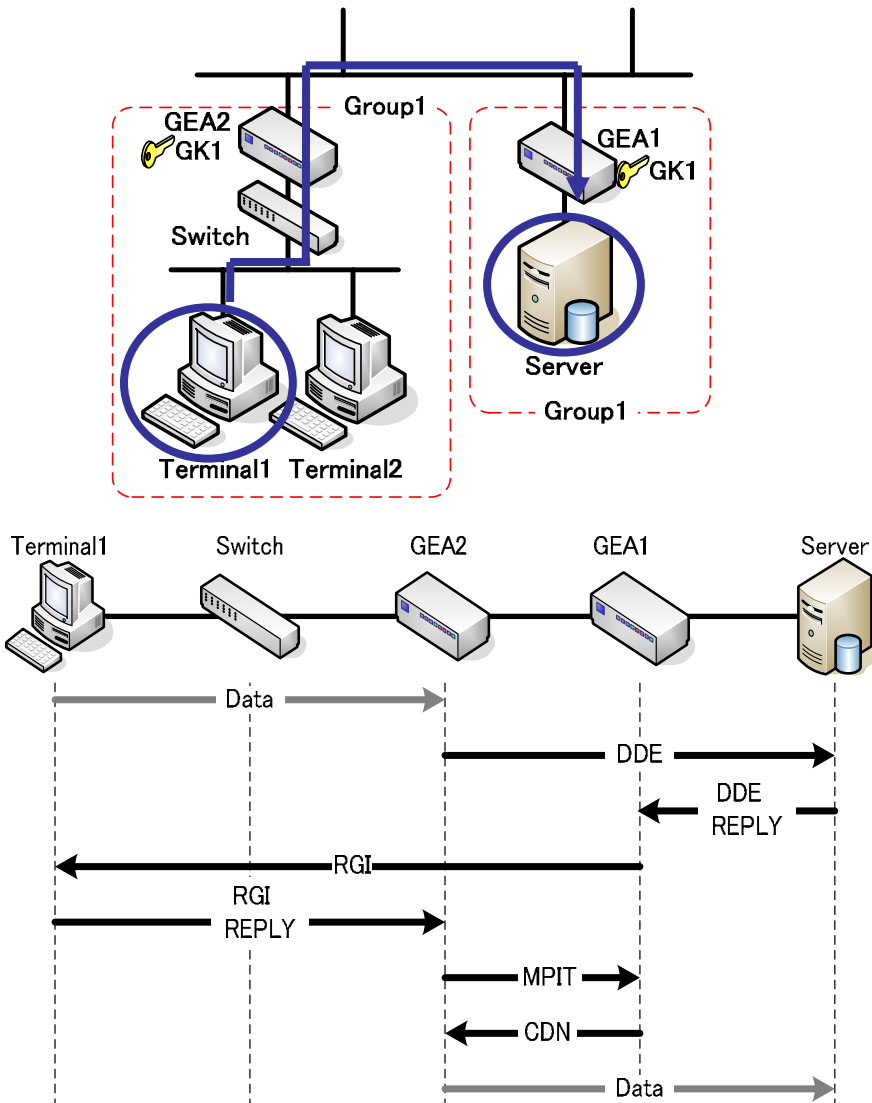 Group1
GEA2
GK1
GEA1
GK1
Switch
Server
Group1
Terminal1
Terminal2
Terminal1
Switch
GEA2
GEA1
Server
Data
DDE
DDE
REPLY
RGI
RGI
REPLY
MPIT
CDN
Data